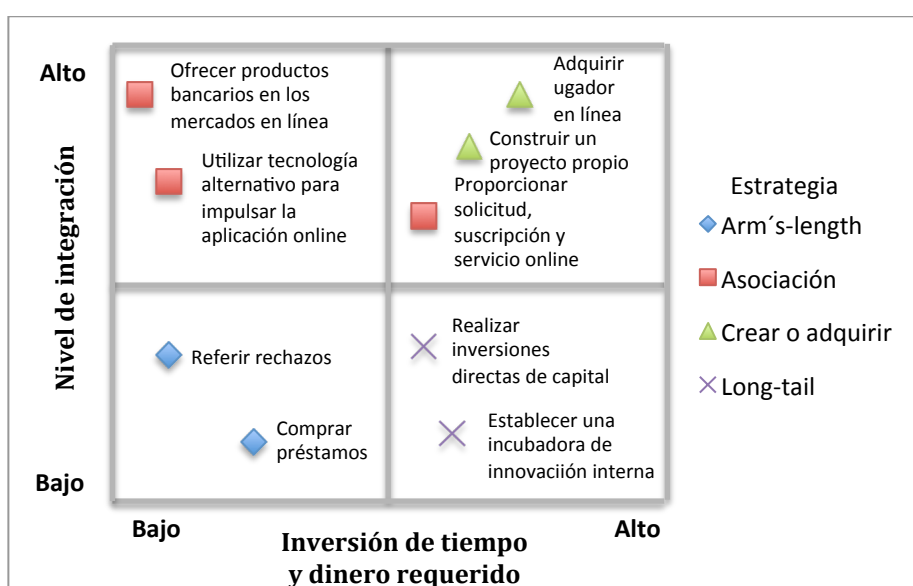 Alto
Ofrecer productos
bancarios en los
mercados en línea
Utilizar tecnología
alternativo para
impulsar la
aplicación online
Adquirir
ugador
en línea
Construir un
proyecto propio
Proporcionar
solicitud,
suscripción y
servicio online
Nivel de integración
Referir rechazos
Comprar
préstamos
Realizar
inversiones
directas de capital
Establecer una
incubadora de
innovaciión interna
Bajo
Bajo
Alto
Inversión de tiempo
y dinero requerido
Estrategia
Arm´s-length
Asociación
Crear o adquirir
Long-tail